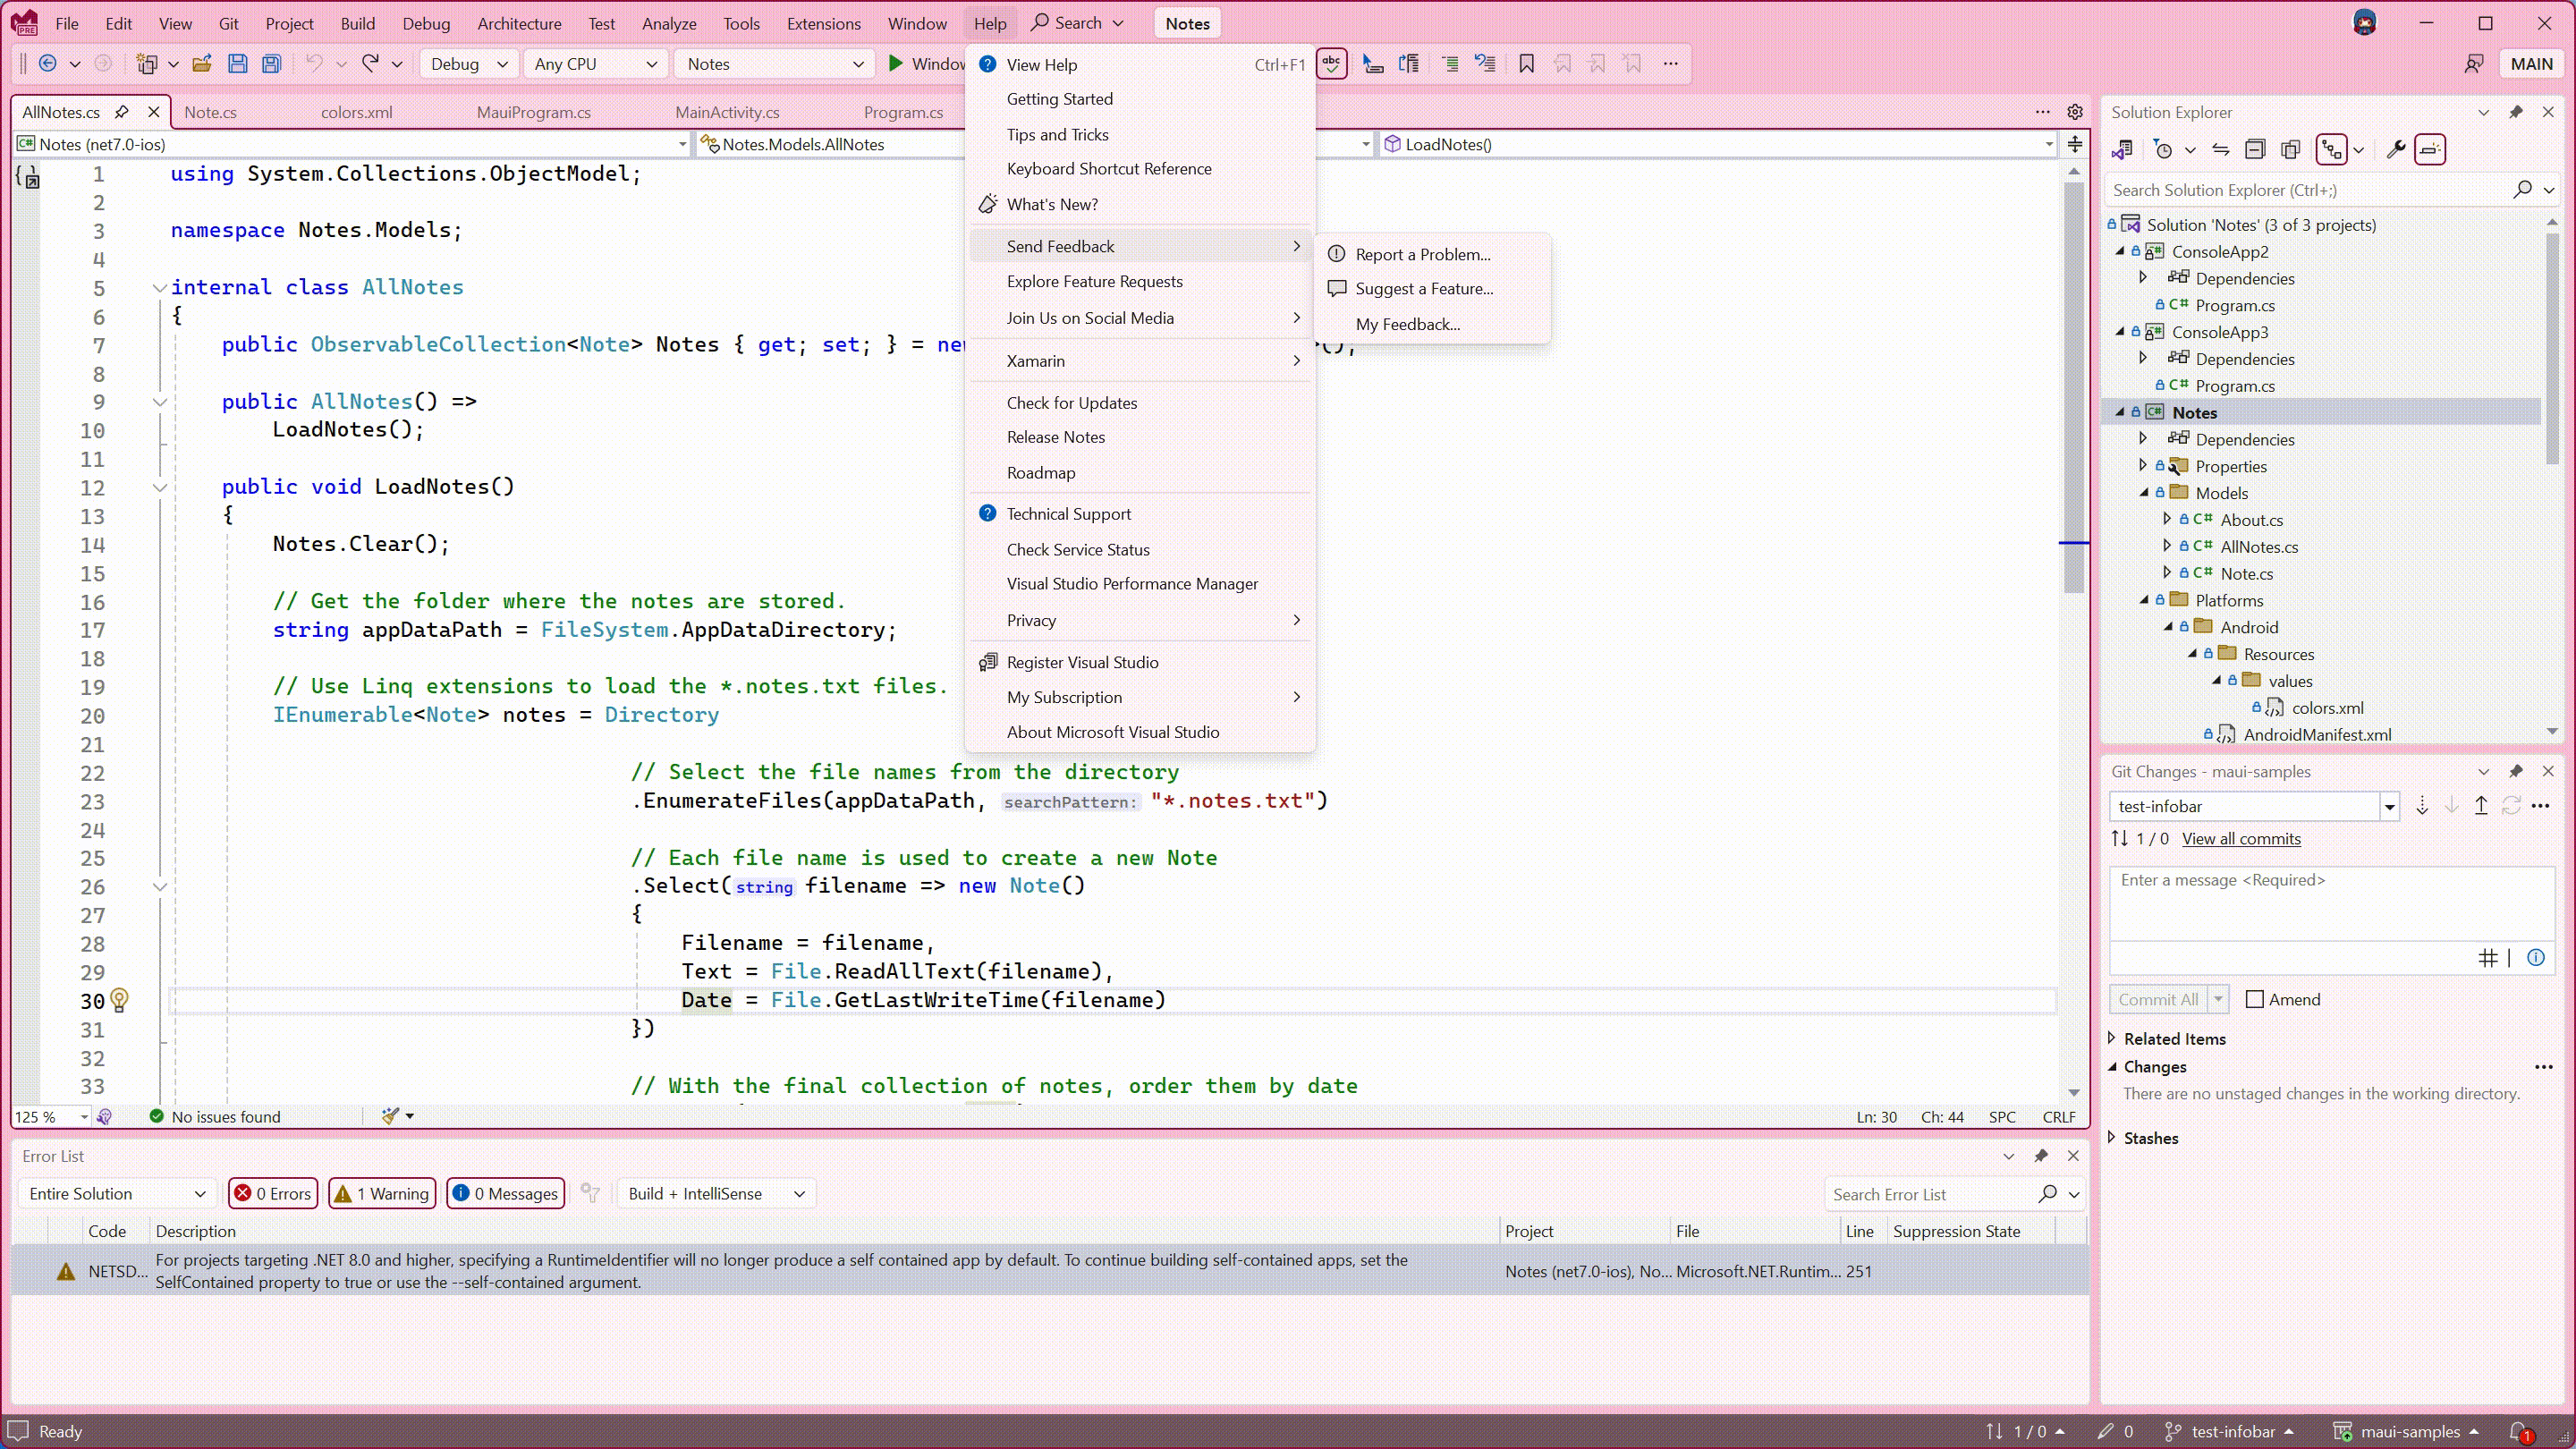 File Edit View Git Project Build Debug Architecture Test Analyze Tools Extensions Window Help Search Notes
PRE
Debug Any CPU Notes abc MAIN
AllNotes.cs Note.cs colors.xml MauiProgram.cs MainActivity.cs Program.cs
C# Notes (net7.0-ios) Notes.Models.AllNotes LoadNotes()
1 using System.Collections.ObjectModel;
2
3 namespace Notes.Models;
4
5 internal class AllNotes
6 {
7 public ObservableCollection<Note> Notes { get; set; } =
8
9 public AllNotes() =>
10 LoadNotes();
11
12 public void LoadNotes()
13 {
14 Notes.Clear();
15
16 // Get the folder where the notes are stored.
17 string appDataPath = FileSystem.AppDataDirectory;
18
19 // Use Linq extensions to load the *.notes.txt files.
20 IEnumerable<Note> notes = Directory
21
22 // Select the file names from the directory
23 .EnumerateFiles(appDataPath, searchPattern: "*.notes.txt")
24
25 // Each file name is used to create a new Note
26 .Select(string filename => new Note()
27 {
28 Filename = filename,
29 Text = File.ReadAllText(filename),
30 Date = File.GetLastWriteTime(filename)
31 })
32
33 // With the final collection of notes, order them by date
125 % No issues found Ln: 30 Ch: 44 SPC CRLF
View Help Ctrl+F1
Getting Started
Tips and Tricks
Keyboard Shortcut Reference
What's New?
Send Feedback
Explore Feature Requests
Join Us on Social Media
Xamarin
Check for Updates
Release Notes
Roadmap
Technical Support
Check Service Status
Visual Studio Performance Manager
Privacy
Register Visual Studio
My Subscription
About Microsoft Visual Studio
Report a Problem...
Suggest a Feature...
My Feedback...
Solution Explorer
Search Solution Explorer (Ctrl+;)
Solution 'Notes' (3 of 3 projects)
ConsoleApp2
Dependencies
C# Program.cs
ConsoleApp3
Dependencies
C# Program.cs
C# Notes
Dependencies
Properties
Models
C# About.cs
C# AllNotes.cs
C# Note.cs
Platforms
Android
Resources
values
colors.xml
AndroidManifest.xml
Git Changes - maui-samples
test-infobar
1 / 0 View all commits
Enter a message <Required>
Commit All Amend
Related Items
Changes
There are no unstaged changes in the working directory.
Stashes
Error List
Entire Solution 0 Errors 1 Warning 0 Messages Build + IntelliSense Search Error List
Code Description Project File Line Suppression State
NETSD... For projects targeting .NET 8.0 and higher, specifying a RuntimeIdentifier will no longer produce a self contained app by default. To continue building self-contained apps, set the
SelfContained property to true or use the --self-contained argument.
Notes (net7.0-ios), No... Microsoft.NET.Runtim... 251
Ready 1 / 0 0 test-infobar maui-samples 1